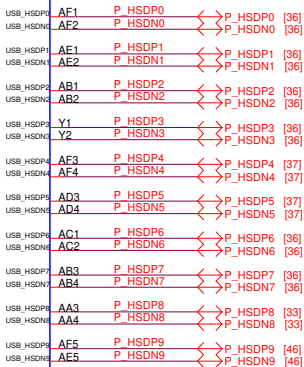 USB_HSDP0 AF1 P_HSDP0 P_HSDP0 [36]
USB_HSDN0 AF2 P_HSDN0 P_HSDN0 [36]
USB_HSDP1 AE1 P_HSDP1 P_HSDP1 [36]
USB_HSDN1 AE2 P_HSDN1 P_HSDN1 [36]
USB_HSDP2 AB1 P_HSDP2 P_HSDP2 [36]
USB_HSDN2 AB2 P_HSDN2 P_HSDN2 [36]
USB_HSDP3 Y1 P_HSDP3 P_HSDP3 [36]
USB_HSDN3 Y2 P_HSDN3 P_HSDN3 [36]
USB_HSDP4 AF3 P_HSDP4 P_HSDP4 [37]
USB_HSDN4 AF4 P_HSDN4 P_HSDN4 [37]
USB_HSDP5 AD3 P_HSDP5 P_HSDP5 [37]
USB_HSDN5 AD4 P_HSDN5 P_HSDN5 [37]
USB_HSDP6 AC1 P_HSDP6 P_HSDP6 [36]
USB_HSDN6 AC2 P_HSDN6 P_HSDN6 [36]
USB_HSDP7 AB3 P_HSDP7 P_HSDP7 [36]
USB_HSDN7 AB4 P_HSDN7 P_HSDN7 [36]
USB_HSDP8 AA3 P_HSDP8 P_HSDP8 [33]
USB_HSDN8 AA4 P_HSDN8 P_HSDN8 [33]
USB_HSDP9 AF5 P_HSDP9 P_HSDP9 [46]
USB_HSDN9 AE5 P_HSDN9 P_HSDN9 [46]